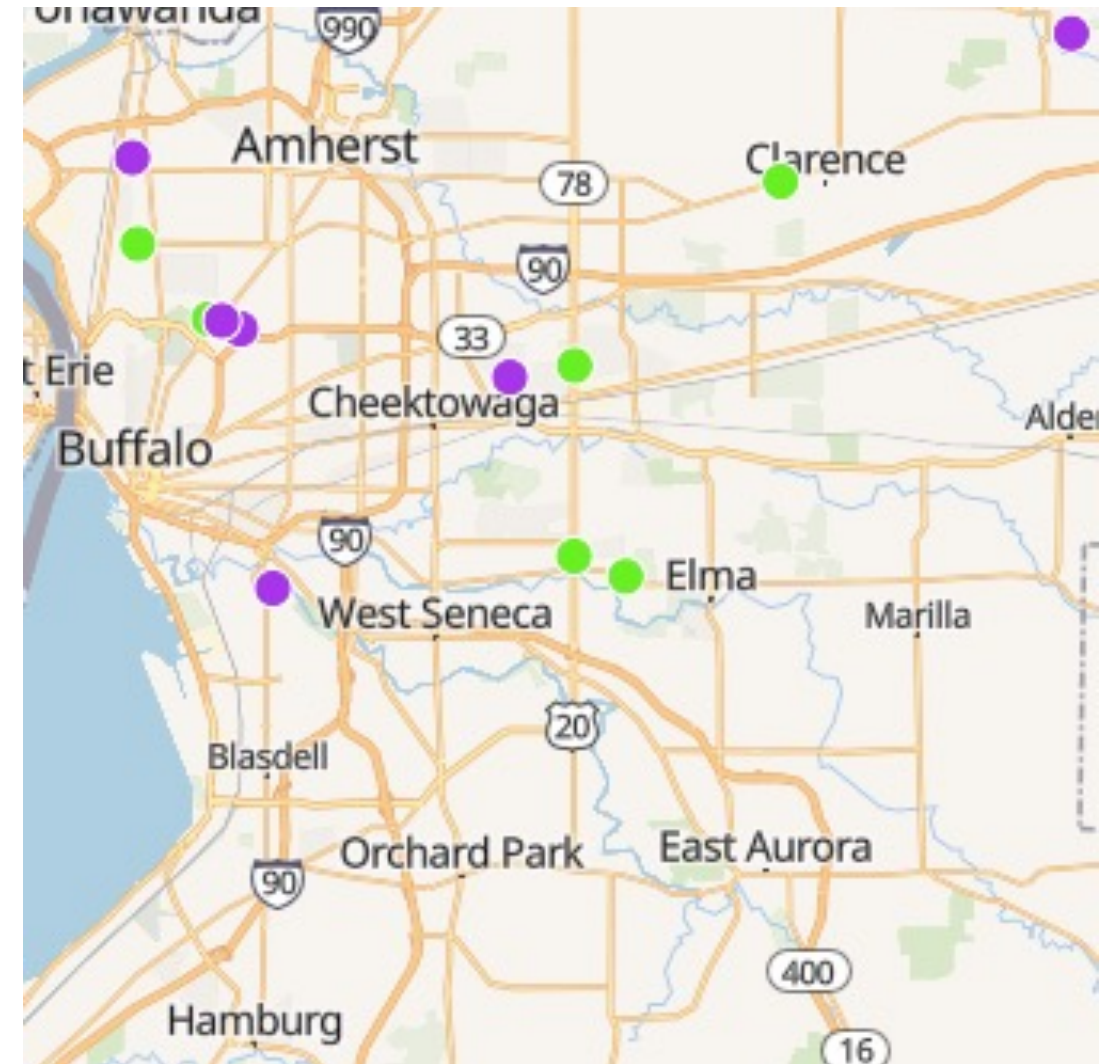 990
Amherst
Clarence
78
90
33
t Erie
Cheektowaga
Alder
Buffalo
90
Elma
West Seneca
Marilla
20
Blasdell
Orchard Park
East Aurora
90
400
Hamburg
16